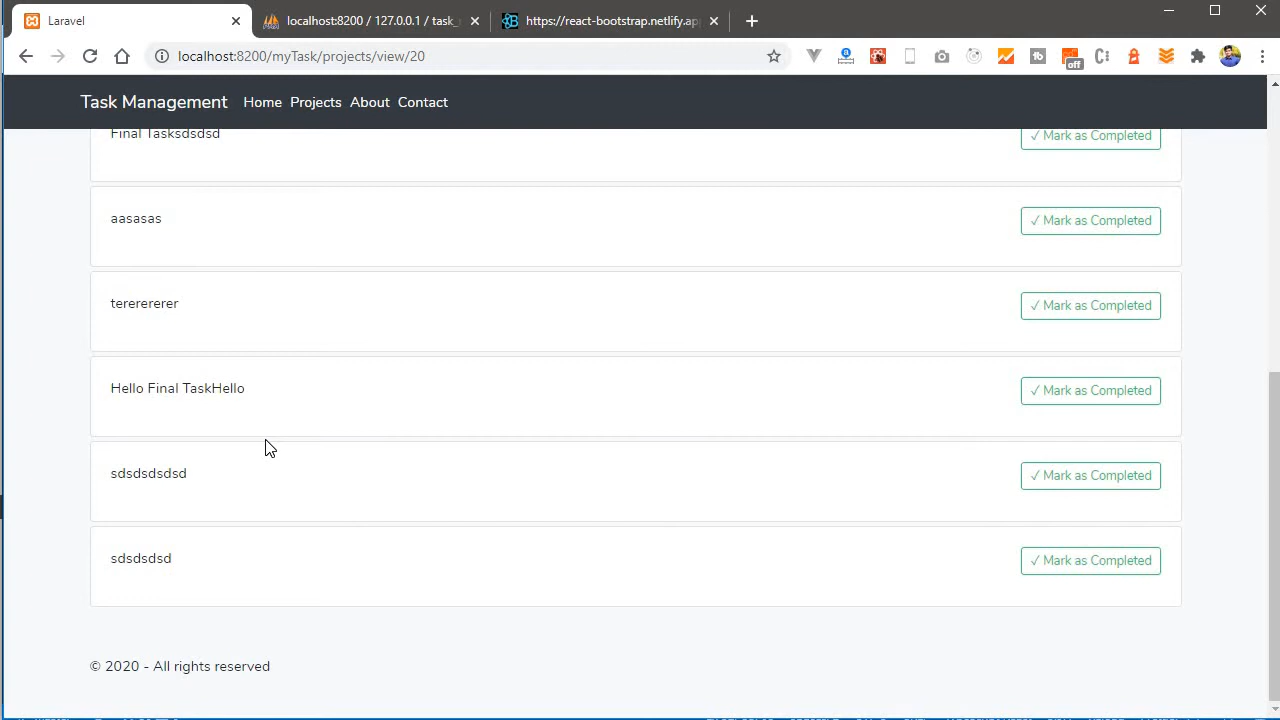 Laravel
localhost:8200 / 127.0.0.1 / task_
https://react-bootstrap.netlify.ap
localhost:8200/myTask/projects/view/20
off
Task Management Home Projects About Contact
Final Tasksdsdsd ✓ Mark as Completed
aasasas ✓ Mark as Completed
terererererer ✓ Mark as Completed
Hello Final TaskHello ✓ Mark as Completed
sdsdsdsdsd ✓ Mark as Completed
sdsdsdsd ✓ Mark as Completed
© 2020 - All rights reserved